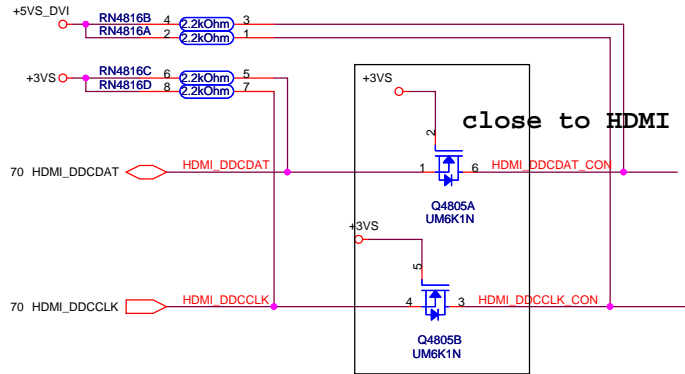 +5VS_DVI
RN4816B 4 2.2kOhm 3
RN4816A 2 2.2kOhm 1
+3VS
RN4816C 6 2.2kOhm 5
RN4816D 8 2.2kOhm 7
+3VS
close to HDMI
2
70 HDMI_DDCDAT HDMI_DDCDAT 1 6 HDMI_DDCDAT_CON
Q4805A
UM6K1N
+3VS
5
70 HDMI_DDCCLK HDMI_DDCCLK 4 3 HDMI_DDCCLK_CON
Q4805B
UM6K1N